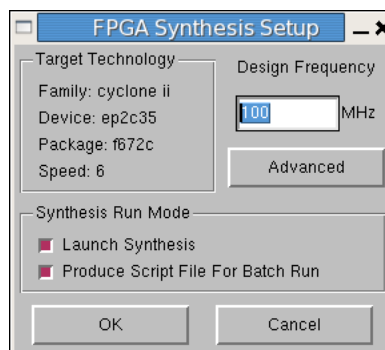 FPGA Synthesis Setup
Target Technology
Family: cyclone ii
Device: ep2c35
Package: f672c
Speed: 6
Design Frequency
100 MHz
Advanced
Synthesis Run Mode
Launch Synthesis
Produce Script File For Batch Run
OK
Cancel